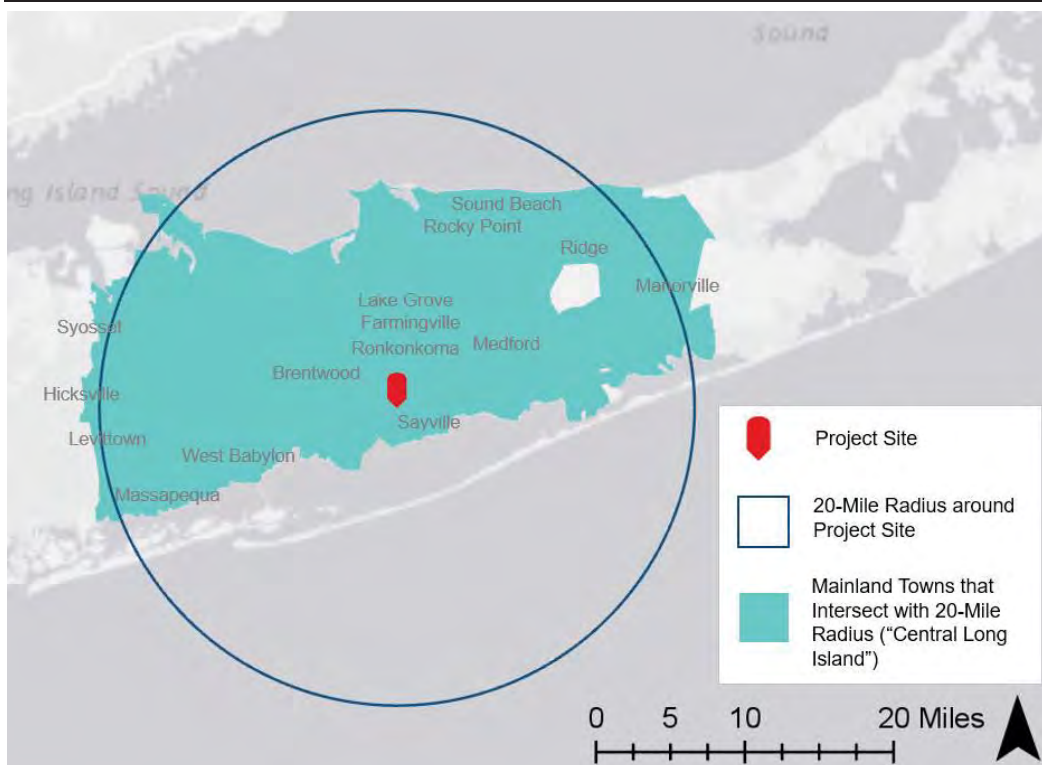 Sound
ng Island Sound
Sound Beach
Rocky Point
Ridge
Manorville
Lake Grove
Syosset
Farmingville
Ronkonkoma
Medford
Brentwood
Hicksville
Sayville
Levittown
West Babylon
Massapequa
Project Site
20-Mile Radius around
Project Site
Mainland Towns that
Intersect with 20-Mile
Radius (“Central Long
Island”)
0 5 10 20 Miles